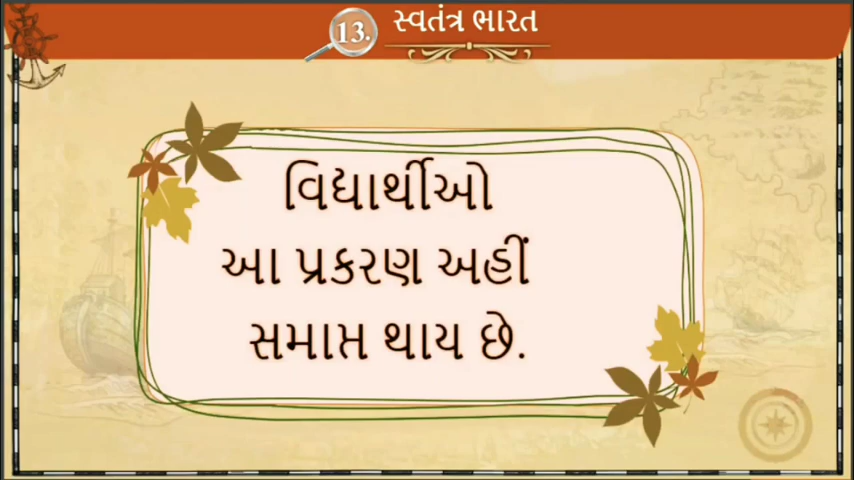 13. સ્વતંત્ર ભારત
વિદ્યાર્થીઓ
આ પ્રકરણ અહીં
સમાપ્ત થાય છે.